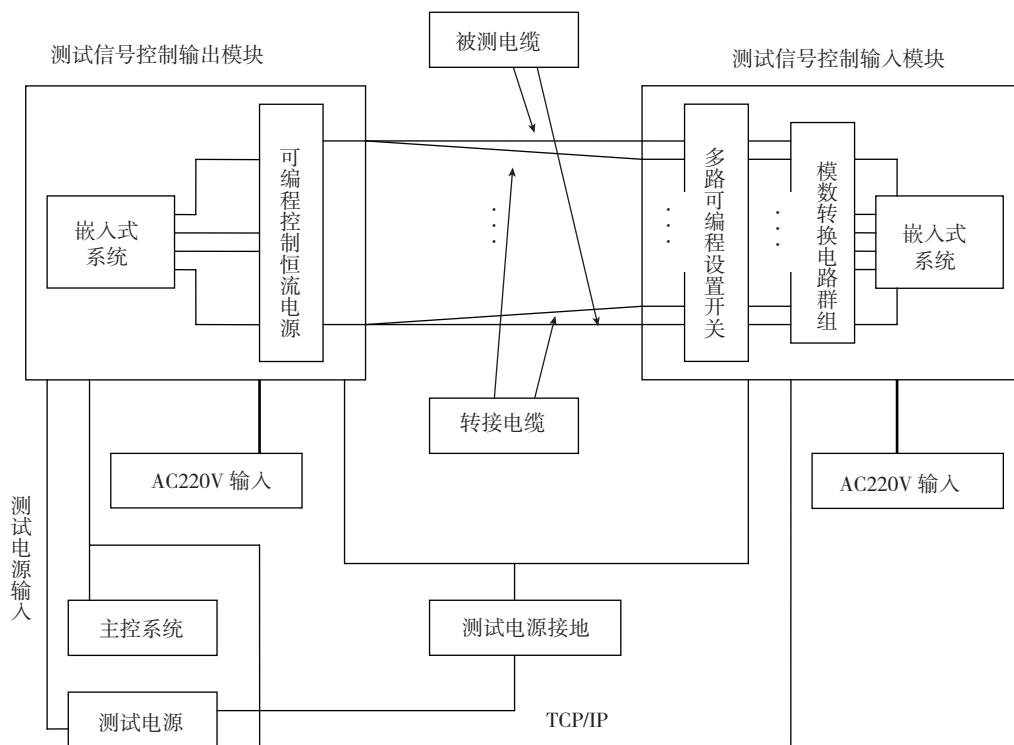 被测电缆
测试信号控制输出模块
测试信号控制输入模块
嵌入式
系统
可编程控制恒流电源
多路可编程设置开关
模数转换电路群组
嵌入式
系统
转接电缆
AC220V 输入
AC220V 输入
测试电源输入
主控系统
测试电源接地
测试电源
TCP/IP